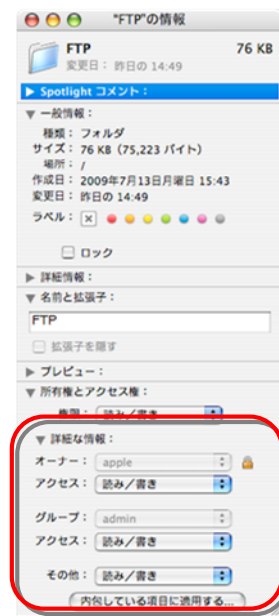 "FTP"の情報
FTP 76 KB
変更日： 昨日の 14:49
Spotlight コメント：
一般情報：
種類：フォルダ
サイズ：76 KB（75,223 バイト）
場所：/
作成日：2009年7月13日月曜日 15:43
変更日：昨日の 14:49
ラベル：
ロック
詳細情報：
名前と拡張子：
FTP
拡張子を隠す
プレビュー：
所有権とアクセス権：
権限： 読み／書き
詳細な情報：
オーナー： apple
アクセス： 読み／書き
グループ： admin
アクセス： 読み／書き
その他： 読み／書き
内包している項目に適用する...